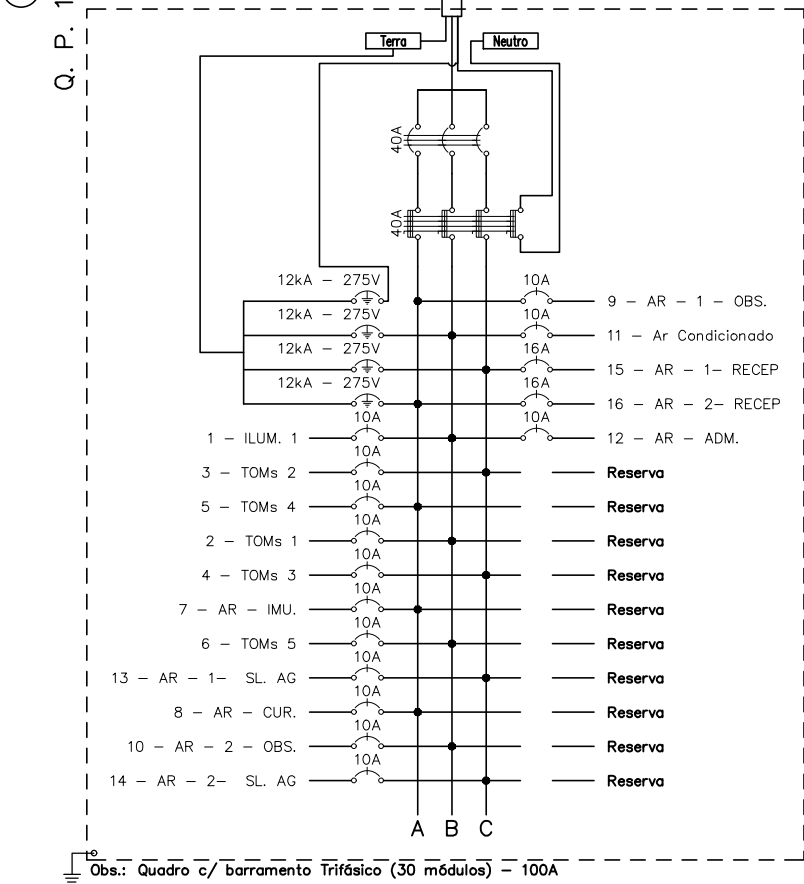 Q. P. 1
Terra
Neutro
40A
40A
12kA - 275V
10A
9 - AR - 1 - OBS.
12kA - 275V
10A
11 - Ar Condicionado
12kA - 275V
16A
15 - AR - 1- RECEP
12kA - 275V
16A
16 - AR - 2- RECEP
10A
1 - ILUM. 1
10A
12 - AR - ADM.
10A
3 - TOMs 2
Reserva
10A
5 - TOMs 4
Reserva
10A
2 - TOMs 1
Reserva
10A
4 - TOMs 3
Reserva
10A
7 - AR - IMU.
Reserva
10A
6 - TOMs 5
Reserva
10A
13 - AR - 1- SL. AG
Reserva
10A
8 - AR - CUR.
Reserva
10A
10 - AR - 2 - OBS.
Reserva
10A
14 - AR - 2- SL. AG
Reserva
A B C
Obs.: Quadro c/ barramento Trifásico (30 módulos) - 100A